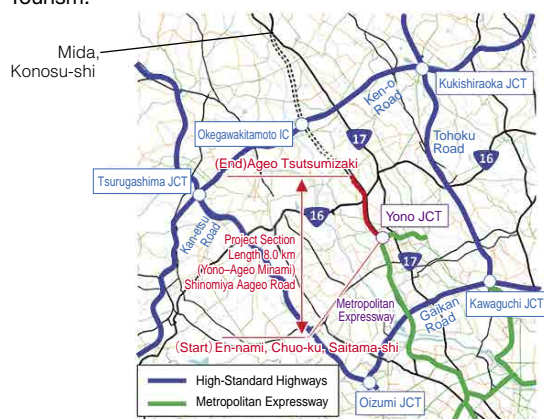 Tourism.
Mida,
Konosu-shi
Kukishiraoka JCT
Ken-o
Road
Okegawakitamoto IC
17
Tohoku
Road
16
(End)Ageo Tsutsumizaki
Tsurugashima JCT
Kan-etsu
Road
16
Yono JCT
Project Section
Length 8.0 km
(Yono–Ageo Minami)
Shinomiya Aageo Road
17
Metropolitan
Expressway
Gaikan
Road
Kawaguchi JCT
(Start) En-nami, Chuo-ku, Saitama-shi
High-Standard Highways
Metropolitan Expressway
Oizumi JCT